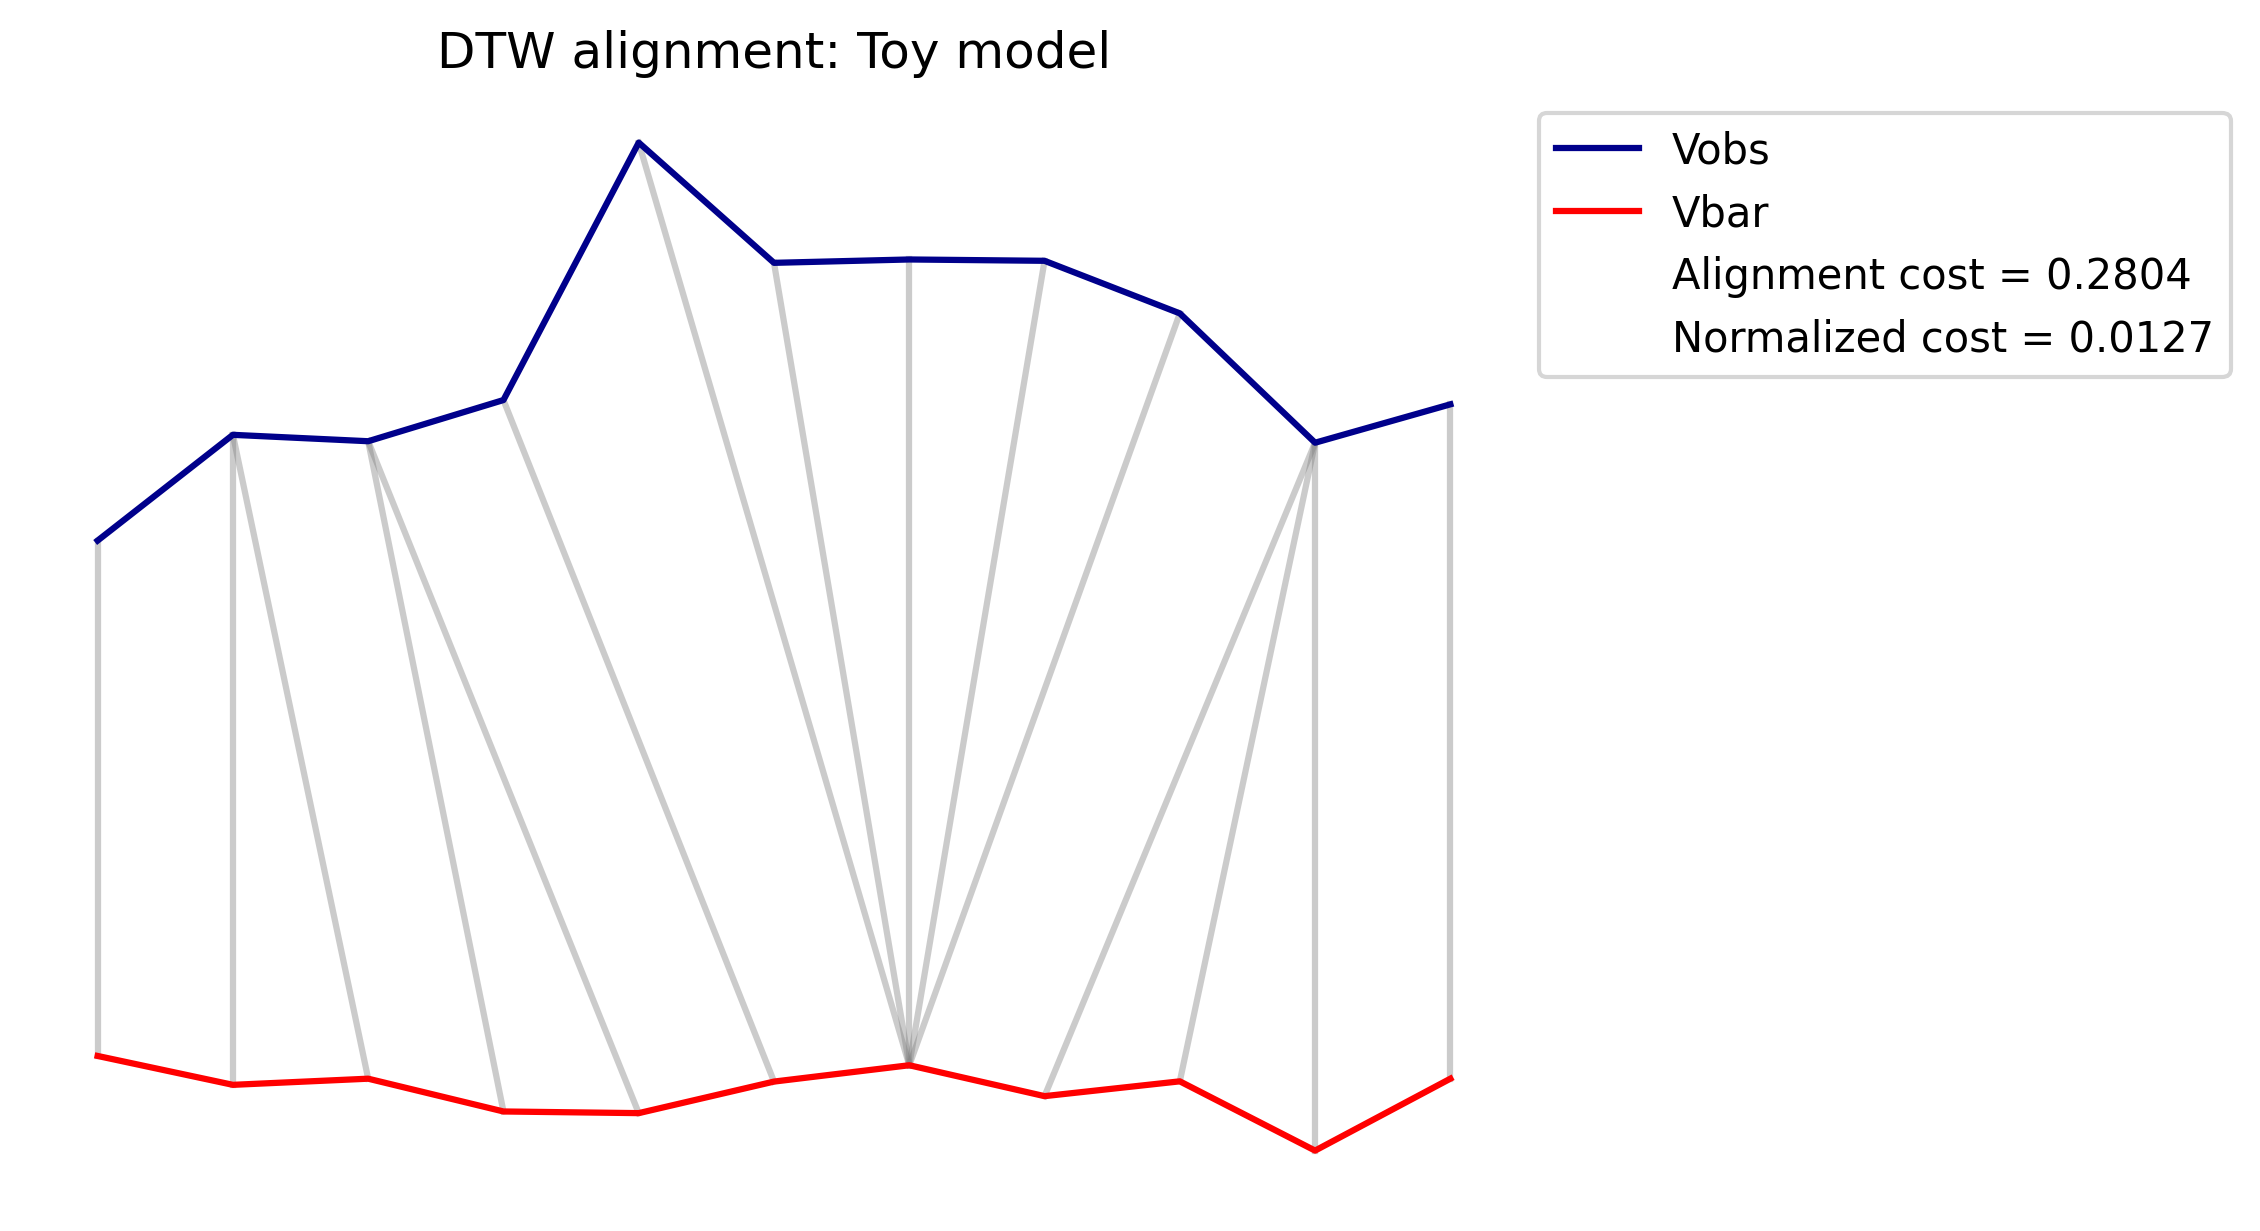 DTW alignment: Toy model
Vobs
Vbar
Alignment cost = 0.2804
Normalized cost = 0.0127